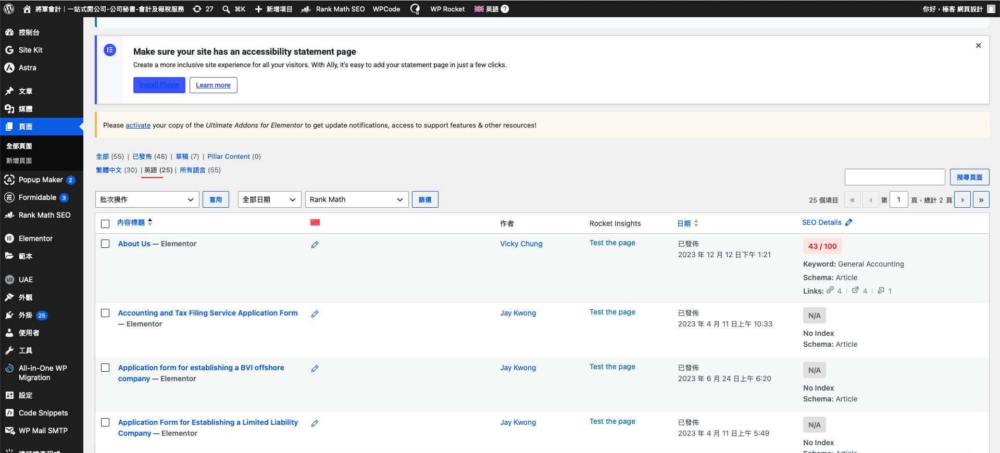 將軍會計｜一站式開公司-公司秘書-會計及報稅服務 27 ⌘K 新增項目 Rank Math SEO WPCode WP Rocket 英語 你好，極客 網頁設計
控制台
Site Kit
Astra
文章
媒體
頁面
全部頁面
新增頁面
Popup Maker 2
Formidable 3
Rank Math SEO
Elementor
範本
UAE
外觀
外掛 25
使用者
工具
All-in-One WP
Migration
設定
Code Snippets
WP Mail SMTP
Make sure your site has an accessibility statement page
Create a more inclusive site experience for all your visitors. With Ally, it's easy to add your statement page in just a few clicks.
Install Plugin Learn more
Please activate your copy of the Ultimate Addons for Elementor to get update notifications, access to support features & other resources!
全部 (55) | 已發佈 (48) | 草稿 (7) | Pillar Content (0)
繁體中文 (30) | 英語 (25) | 所有語言 (55)
搜尋頁面
批次操作 套用 全部日期 Rank Math 篩選 25 個項目 « ‹ 第 1 頁，總計 2 頁 › »
內容標題 作者 Rocket Insights 日期 SEO Details
About Us — Elementor Vicky Chung Test the page 已發佈
2023 年 12 月 12 日下午 1:21
43 / 100
Keyword: General Accounting
Schema: Article
Links: 4 | 4 | 1
Accounting and Tax Filing Service Application Form
— Elementor
Jay Kwong Test the page 已發佈
2023 年 4 月 11 日上午 10:33
N/A
No Index
Schema: Article
Application form for establishing a BVI offshore
company — Elementor
Jay Kwong Test the page 已發佈
2023 年 6 月 24 日上午 6:20
N/A
No Index
Schema: Article
Application Form for Establishing a Limited Liability
Company — Elementor
Jay Kwong Test the page 已發佈
2023 年 4 月 11 日上午 5:49
N/A
No Index